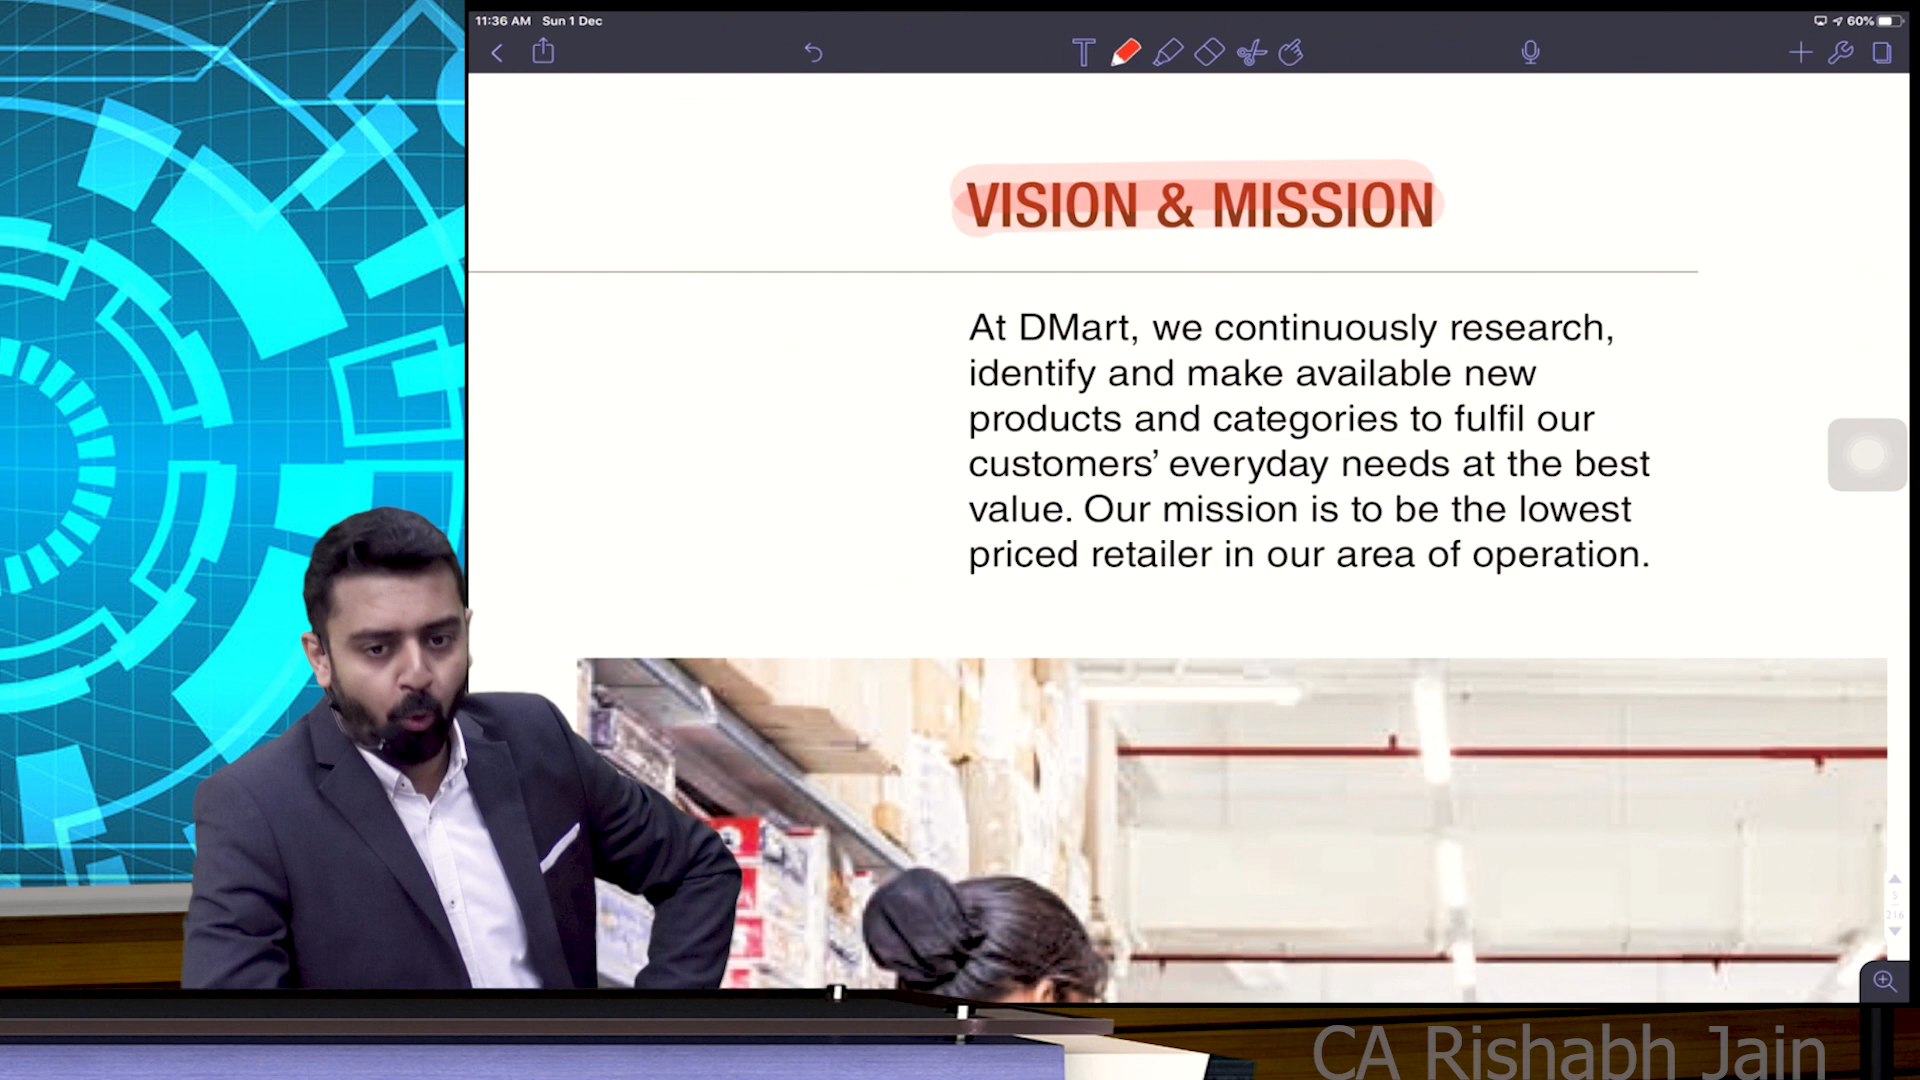 11:36 AM Sun 1 Dec
60%
T
VISION & MISSION
At DMart, we continuously research,
identify and make available new
products and categories to fulfil our
customers’ everyday needs at the best
value. Our mission is to be the lowest
priced retailer in our area of operation.
5
216
CA Rishabh Jain